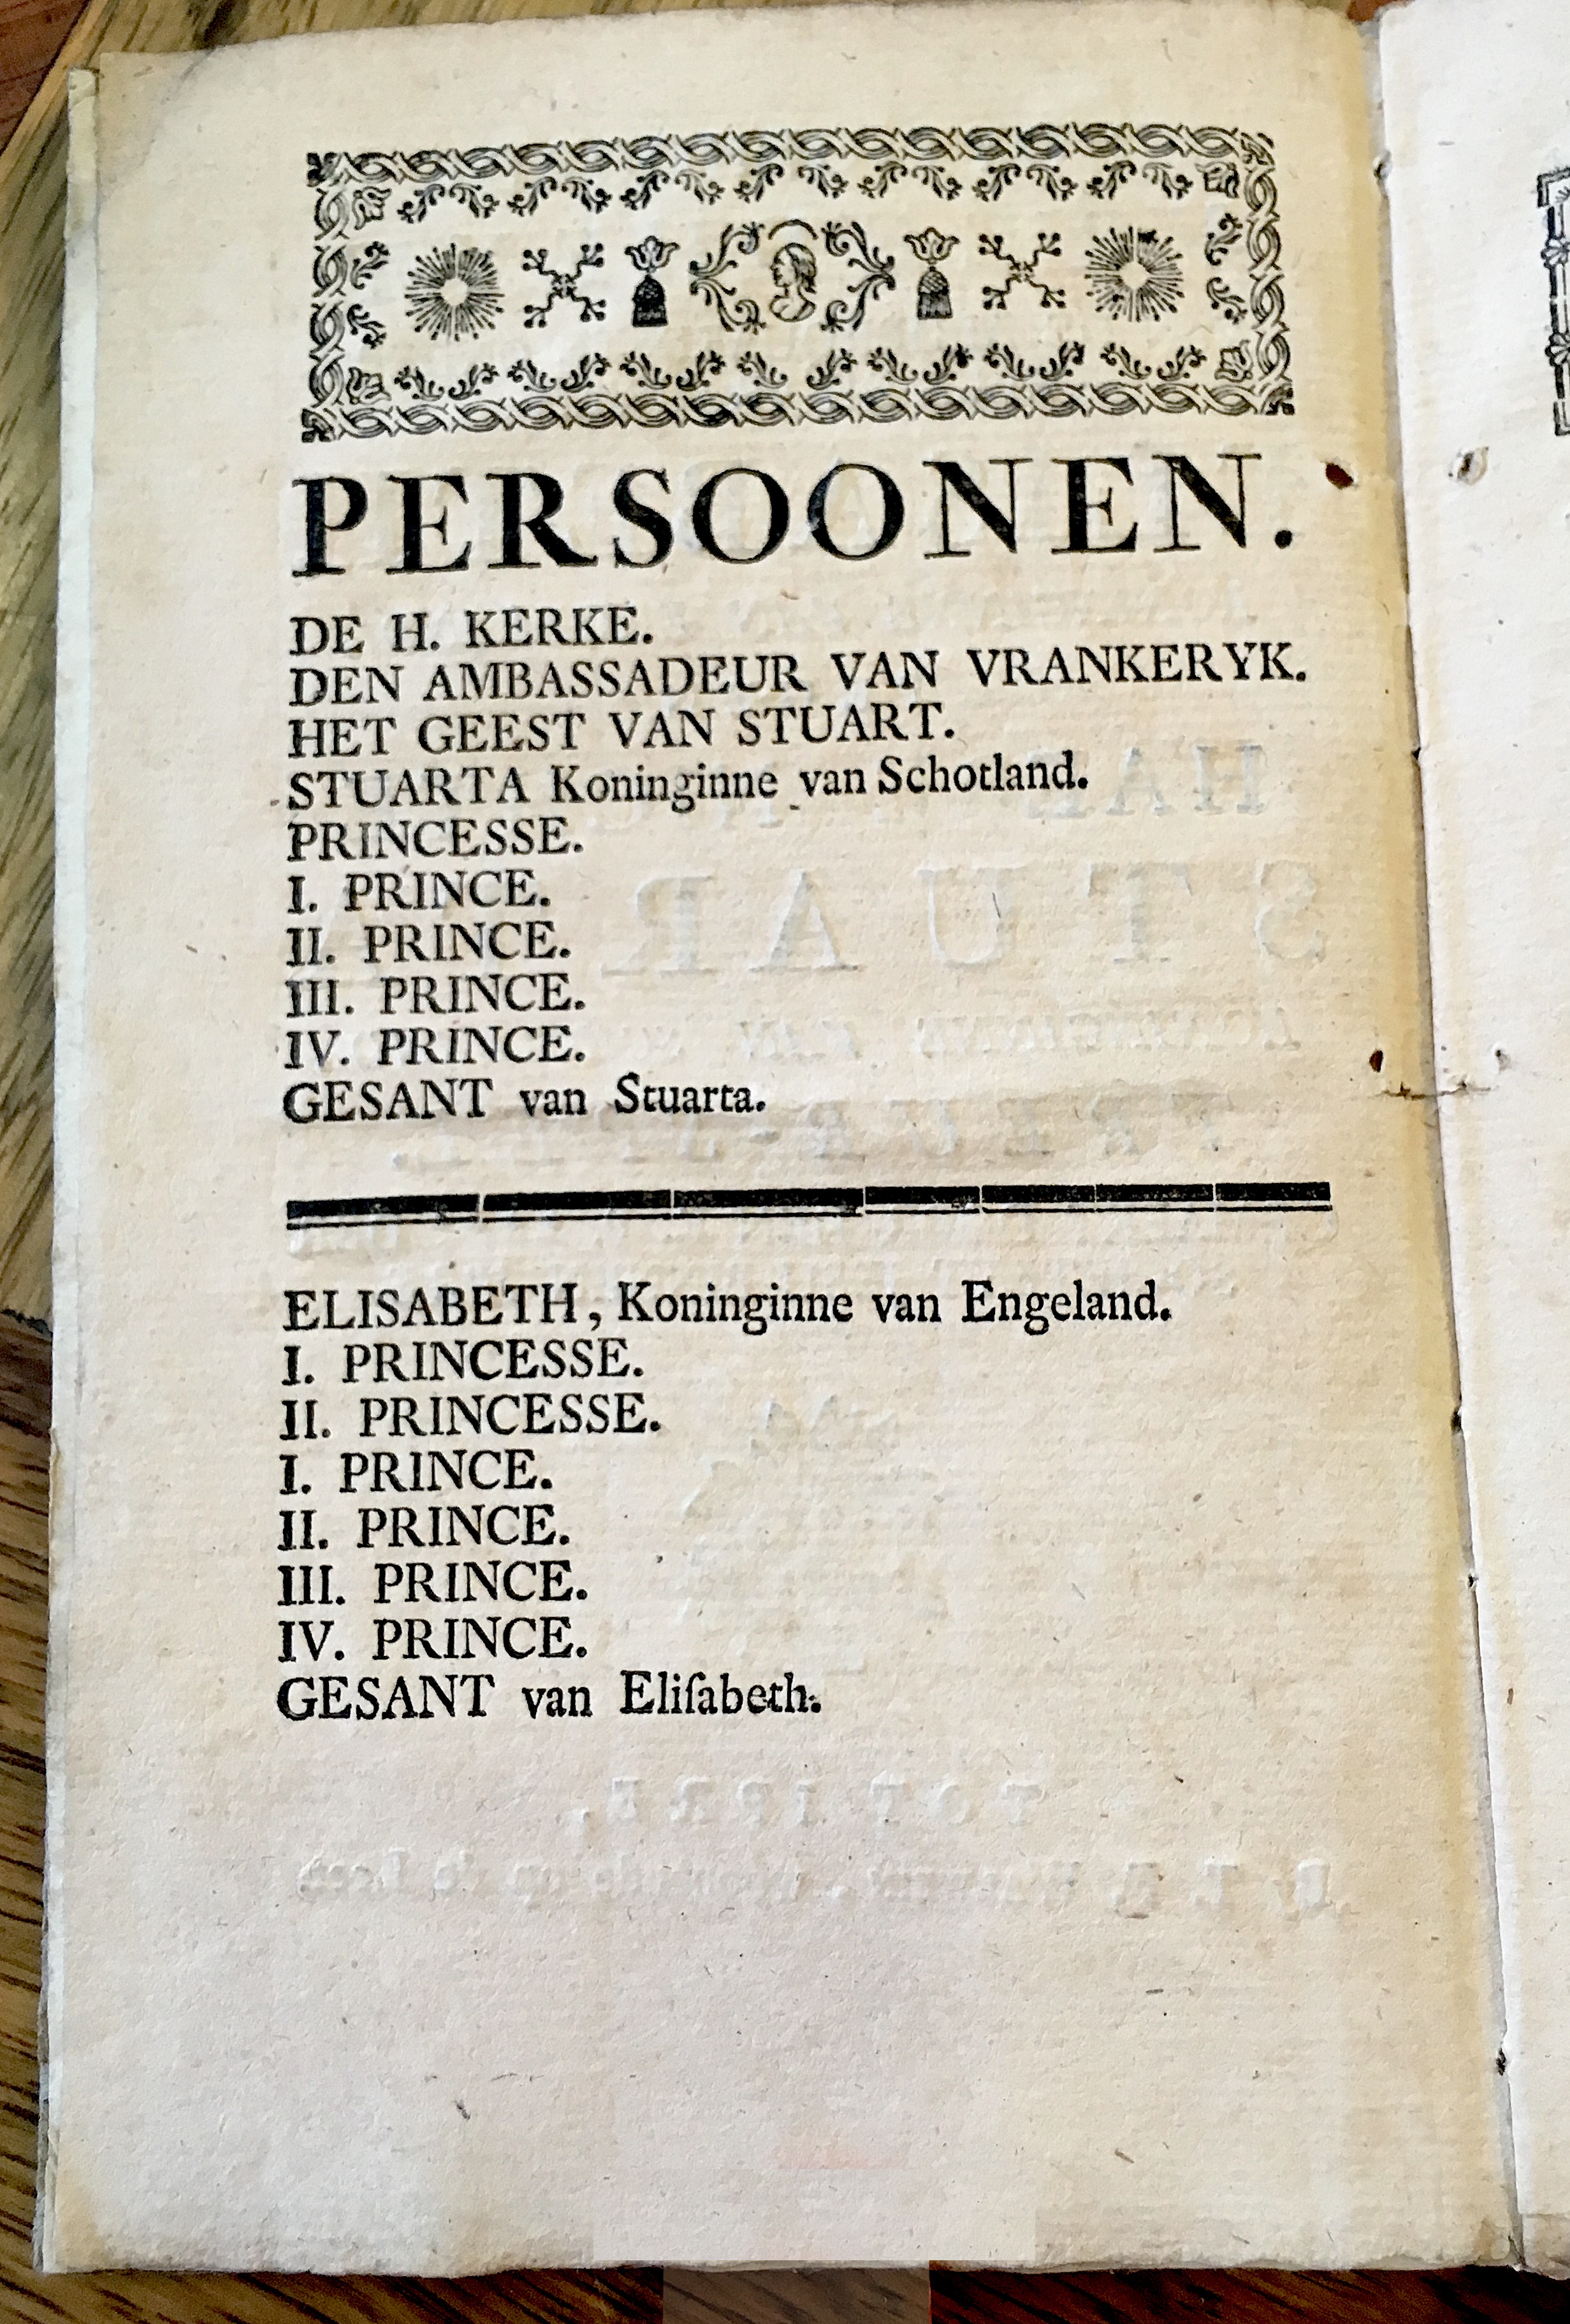 PERSOONEN.
DE H. KERKE.
DEN AMBASSADEUR VAN VRANKERYK.
HET GEEST VAN STUART.
STUARTA Koninginne van Schotland.
PRINCESSE.
I. PRINCE.
II. PRINCE.
III. PRINCE.
IV. PRINCE.
GESANT van Stuarta.
ELISABETH, Koninginne van Engeland.
I. PRINCESSE.
II. PRINCESSE.
I. PRINCE.
II. PRINCE.
III. PRINCE.
IV. PRINCE.
GESANT van Eliſabeth.